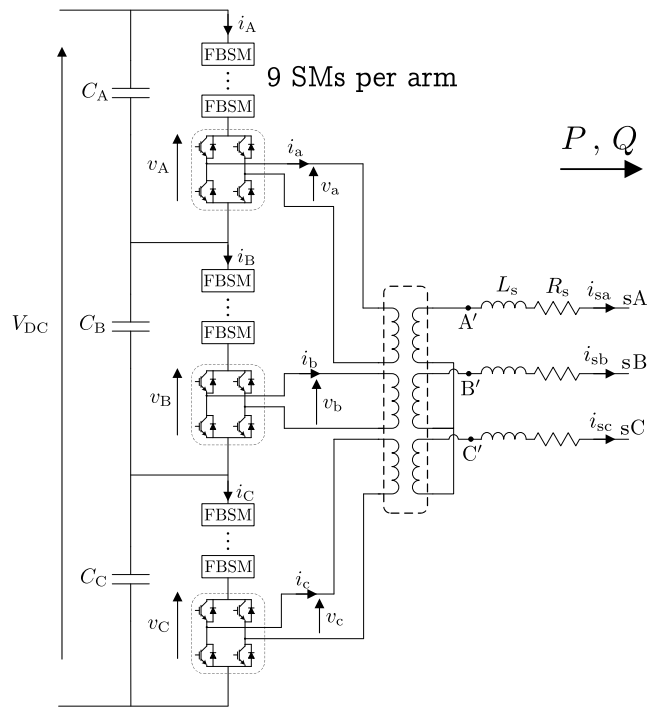 i_A
FBSM
9 SMs per arm
C_A
FBSM
v_A
i_a
v_a
P , Q
i_B
FBSM
V_DC
C_B
FBSM
L_s
R_s
i_sa
sA
A′
v_B
i_b
v_b
B′
i_sb
sB
C′
i_sc
sC
i_C
FBSM
C_C
FBSM
v_C
i_c
v_c